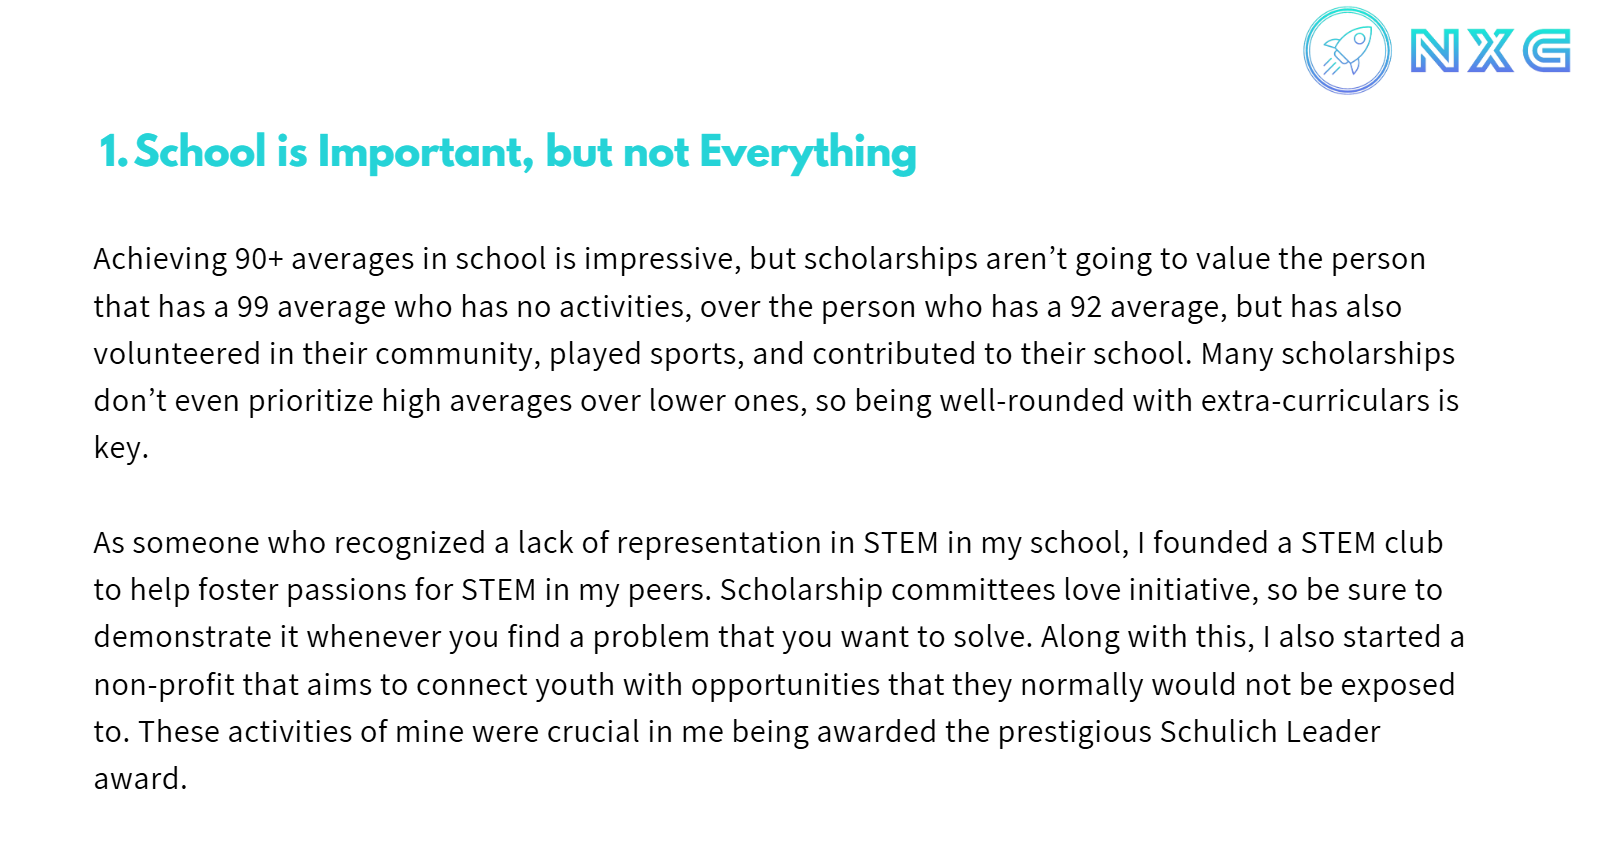 NXG
1. School is Important, but not Everything
Achieving 90+ averages in school is impressive, but scholarships aren’t going to value the person
that has a 99 average who has no activities, over the person who has a 92 average, but has also
volunteered in their community, played sports, and contributed to their school. Many scholarships
don’t even prioritize high averages over lower ones, so being well-rounded with extra-curriculars is
key.
As someone who recognized a lack of representation in STEM in my school, I founded a STEM club
to help foster passions for STEM in my peers. Scholarship committees love initiative, so be sure to
demonstrate it whenever you find a problem that you want to solve. Along with this, I also started a
non-profit that aims to connect youth with opportunities that they normally would not be exposed
to. These activities of mine were crucial in me being awarded the prestigious Schulich Leader
award.